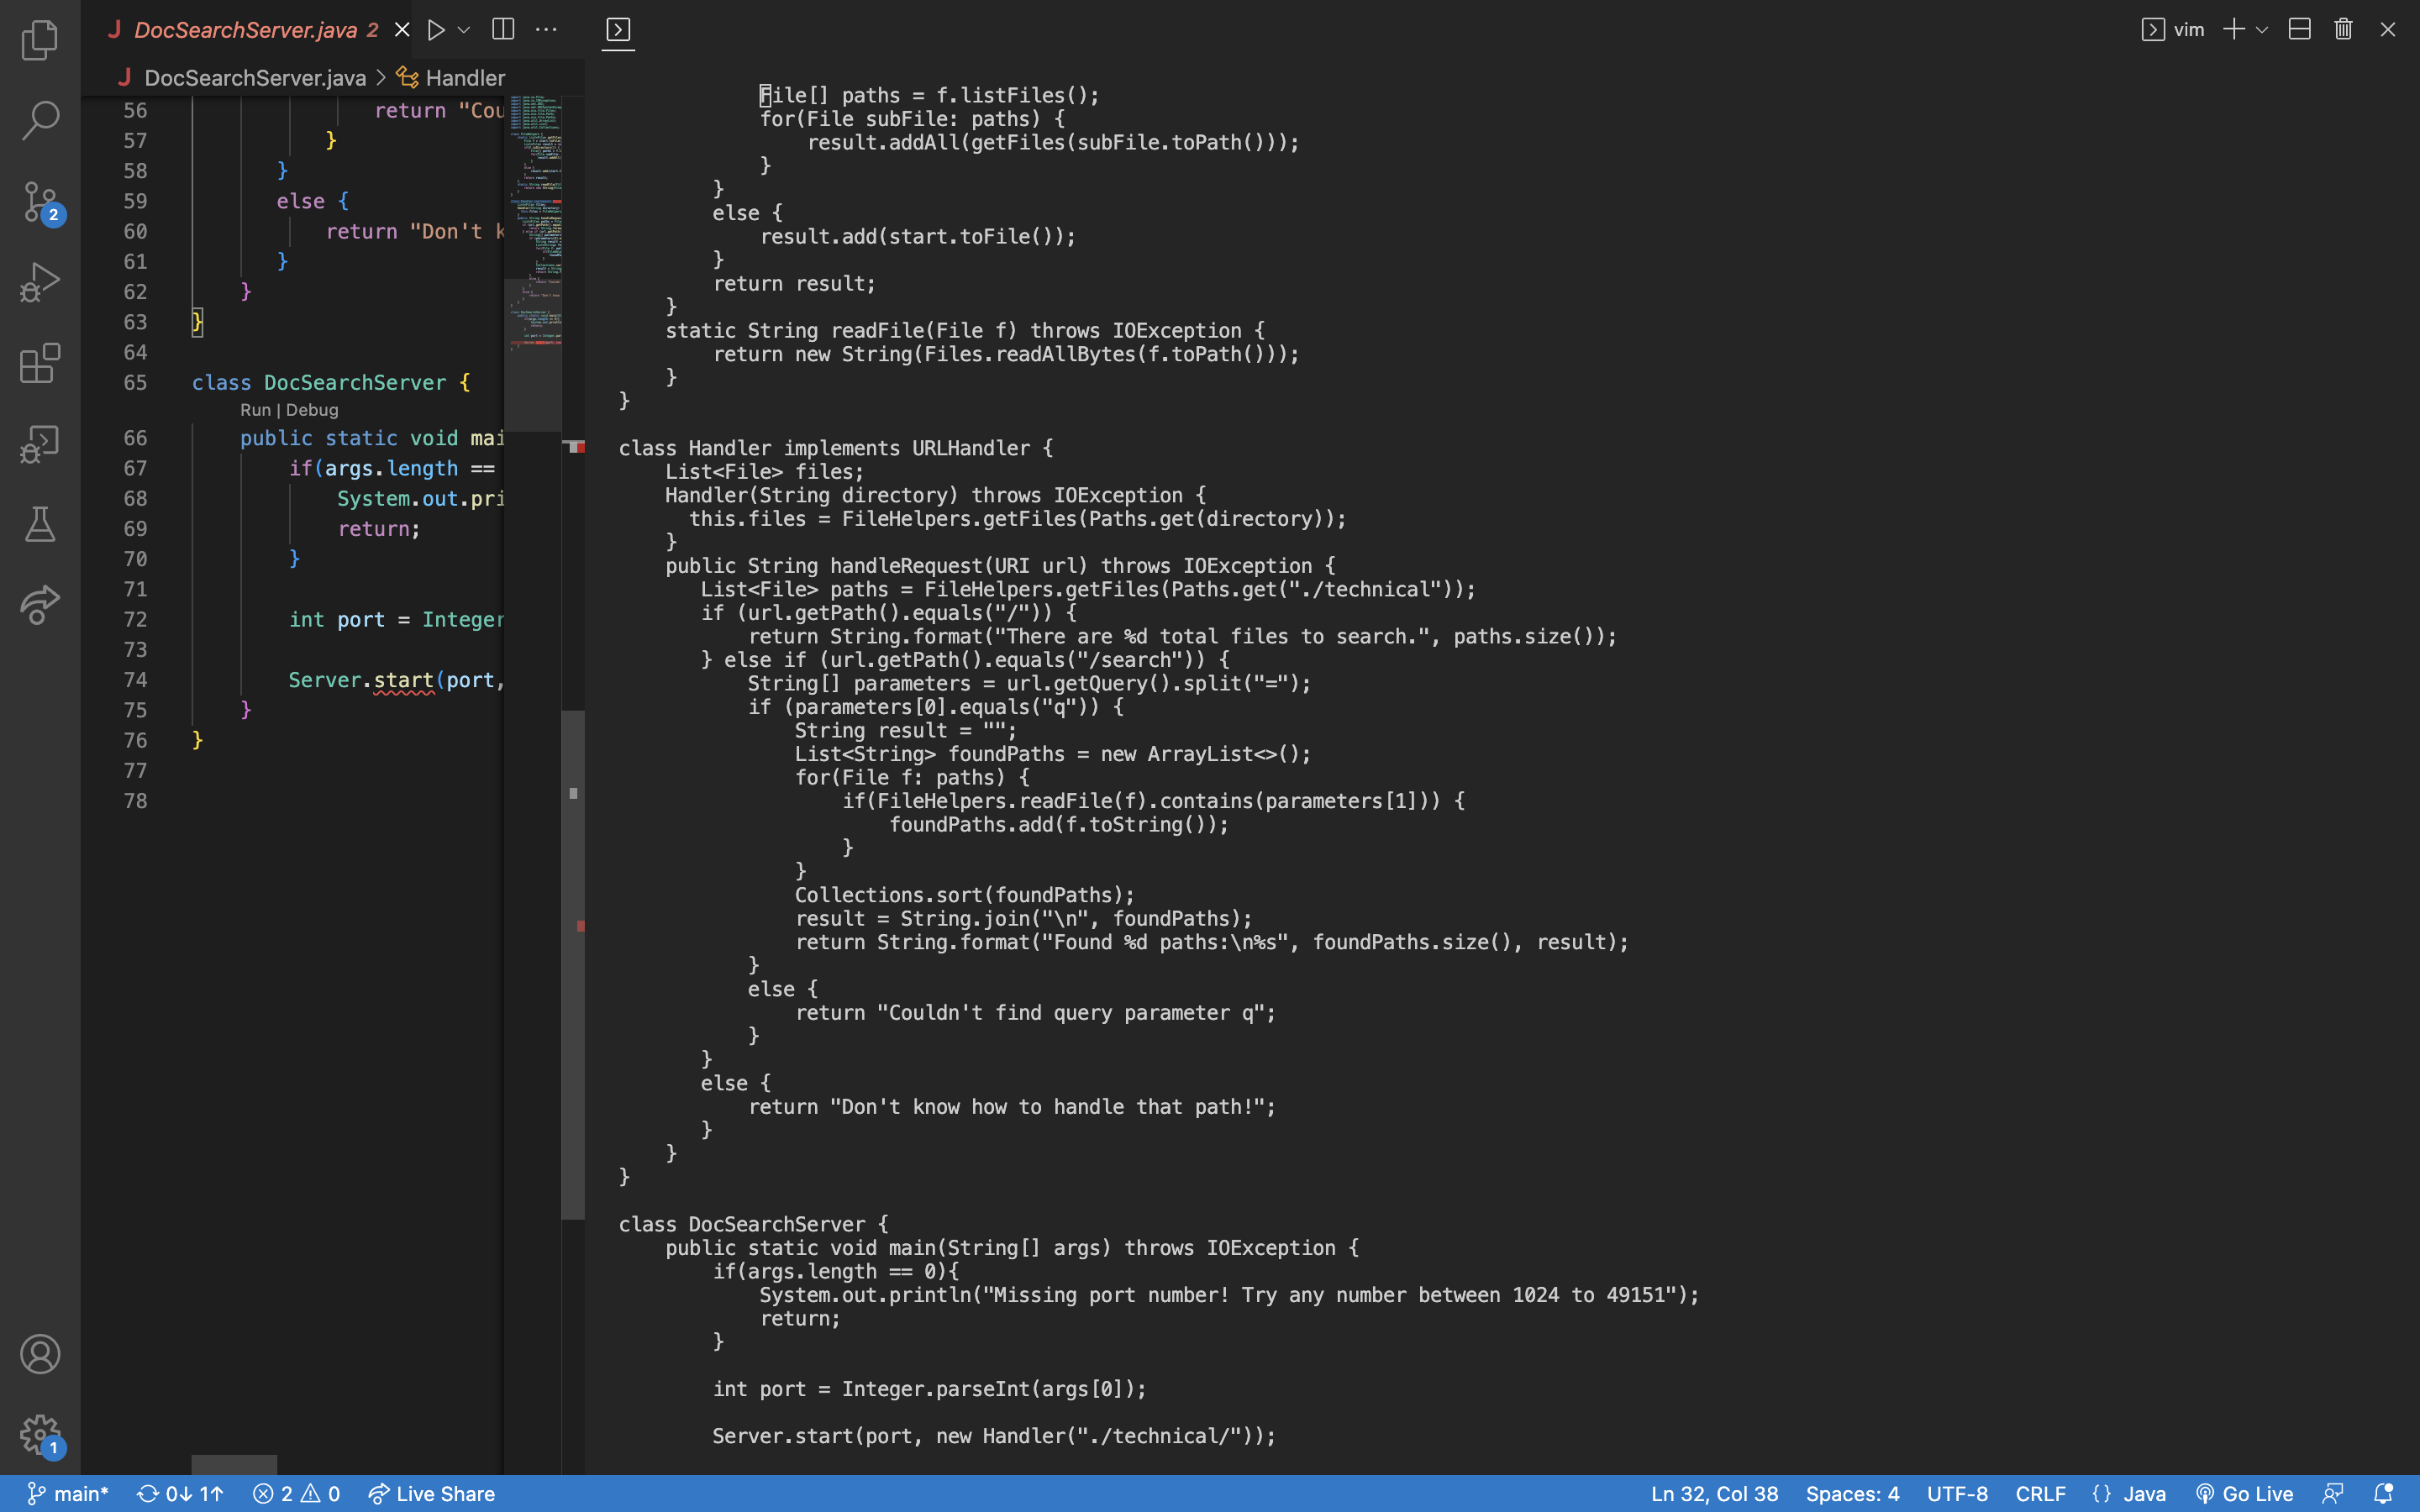 J DocSearchServer.java 2
vim
J DocSearchServer.java > Handler
56 return "Cou
57 }
58 }
59 else {
60 return "Don't k
61 }
62 }
63 }
64
65 class DocSearchServer {
Run | Debug
66 public static void mai
67 if(args.length ==
68 System.out.pri
69 return;
70 }
71
72 int port = Integer
73
74 Server.start(port,
75 }
76 }
77
78
File[] paths = f.listFiles();
for(File subFile: paths) {
result.addAll(getFiles(subFile.toPath()));
}
}
else {
result.add(start.toFile());
}
return result;
}
static String readFile(File f) throws IOException {
return new String(Files.readAllBytes(f.toPath()));
}
}
class Handler implements URLHandler {
List<File> files;
Handler(String directory) throws IOException {
this.files = FileHelpers.getFiles(Paths.get(directory));
}
public String handleRequest(URI url) throws IOException {
List<File> paths = FileHelpers.getFiles(Paths.get("./technical"));
if (url.getPath().equals("/")) {
return String.format("There are %d total files to search.", paths.size());
} else if (url.getPath().equals("/search")) {
String[] parameters = url.getQuery().split("=");
if (parameters[0].equals("q")) {
String result = "";
List<String> foundPaths = new ArrayList<>();
for(File f: paths) {
if(FileHelpers.readFile(f).contains(parameters[1])) {
foundPaths.add(f.toString());
}
}
Collections.sort(foundPaths);
result = String.join("\n", foundPaths);
return String.format("Found %d paths:\n%s", foundPaths.size(), result);
}
else {
return "Couldn't find query parameter q";
}
}
else {
return "Don't know how to handle that path!";
}
}
}
class DocSearchServer {
public static void main(String[] args) throws IOException {
if(args.length == 0){
System.out.println("Missing port number! Try any number between 1024 to 49151");
return;
}
int port = Integer.parseInt(args[0]);
Server.start(port, new Handler("./technical/"));
2
1
main* 0↓ 1↑ 2 0 Live Share
Ln 32, Col 38 Spaces: 4 UTF-8 CRLF {} Java Go Live